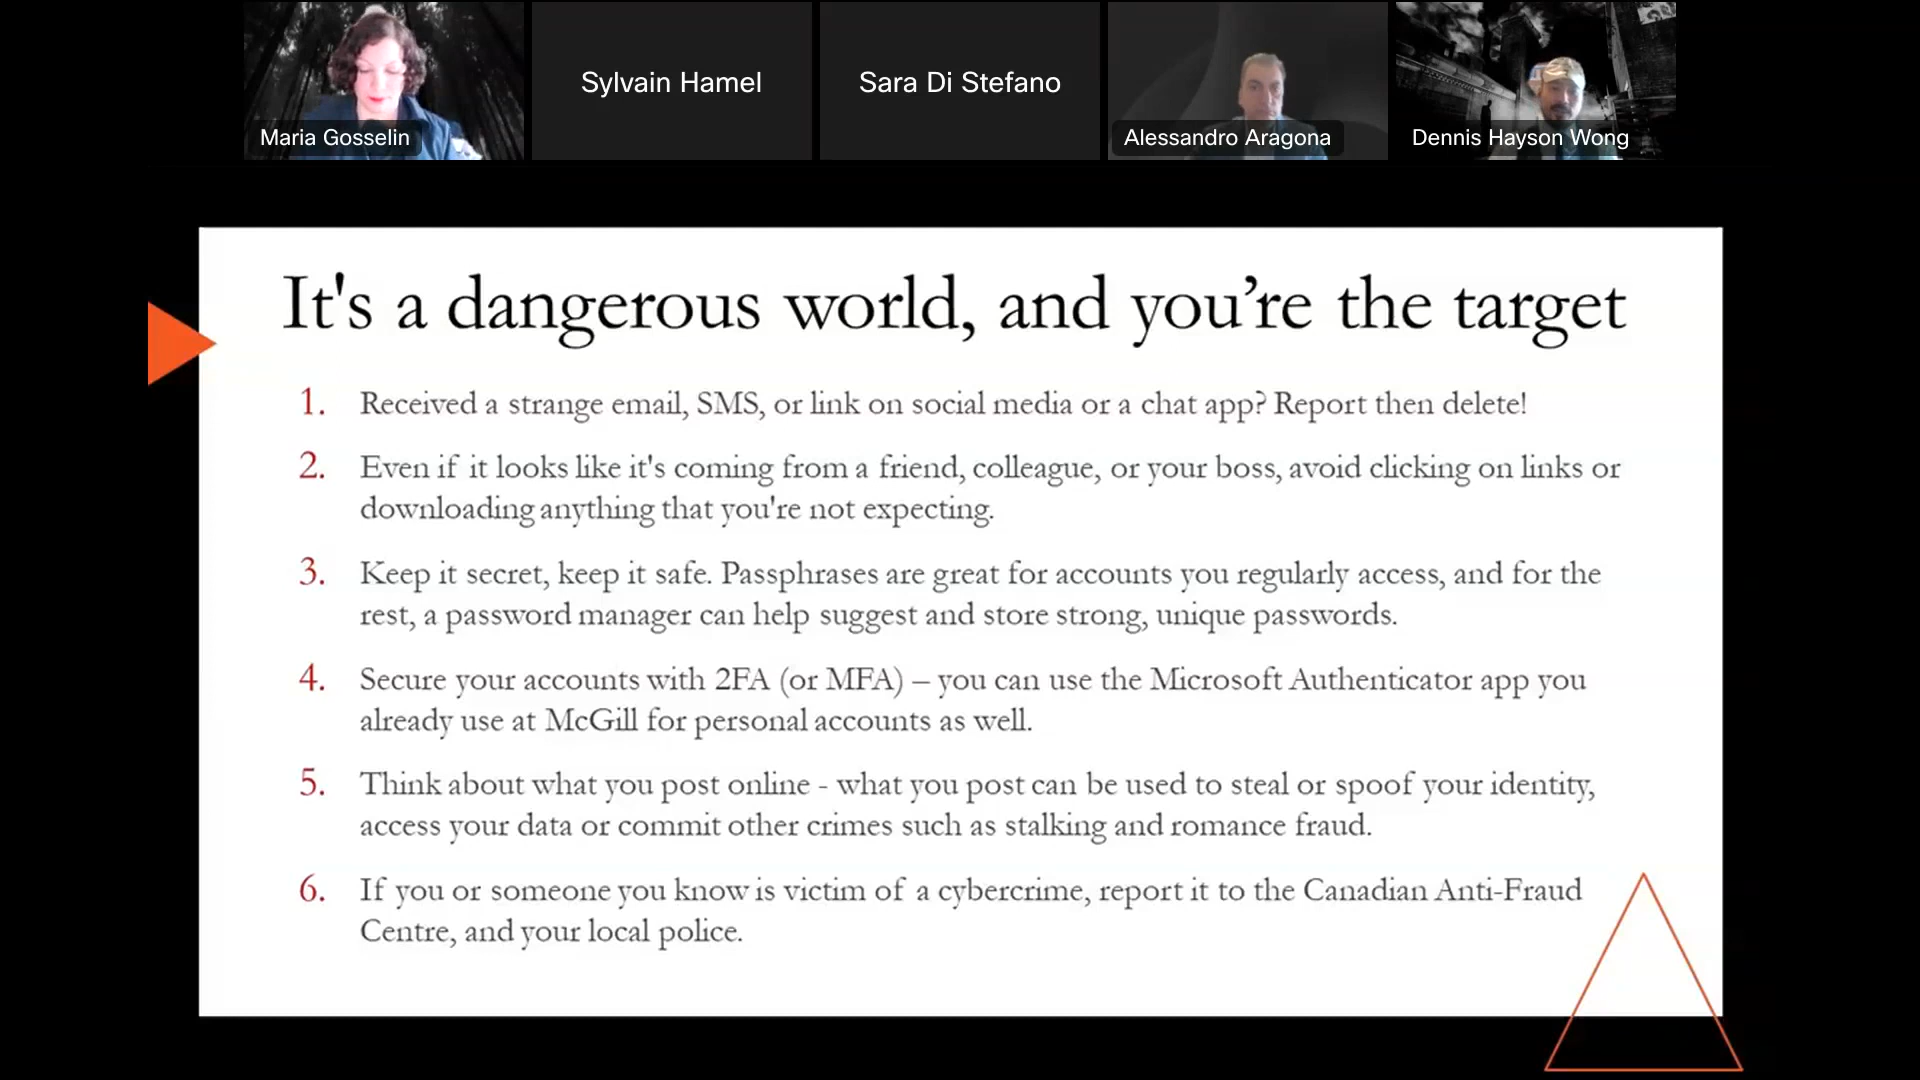 Maria Gosselin
Sylvain Hamel
Sara Di Stefano
Alessandro Aragona
Dennis Hayson Wong
It's a dangerous world, and you’re the target
1. Received a strange email, SMS, or link on social media or a chat app? Report then delete!
2. Even if it looks like it's coming from a friend, colleague, or your boss, avoid clicking on links or
downloading anything that you're not expecting.
3. Keep it secret, keep it safe. Passphrases are great for accounts you regularly access, and for the
rest, a password manager can help suggest and store strong, unique passwords.
4. Secure your accounts with 2FA (or MFA) – you can use the Microsoft Authenticator app you
already use at McGill for personal accounts as well.
5. Think about what you post online - what you post can be used to steal or spoof your identity,
access your data or commit other crimes such as stalking and romance fraud.
6. If you or someone you know is victim of a cybercrime, report it to the Canadian Anti-Fraud
Centre, and your local police.